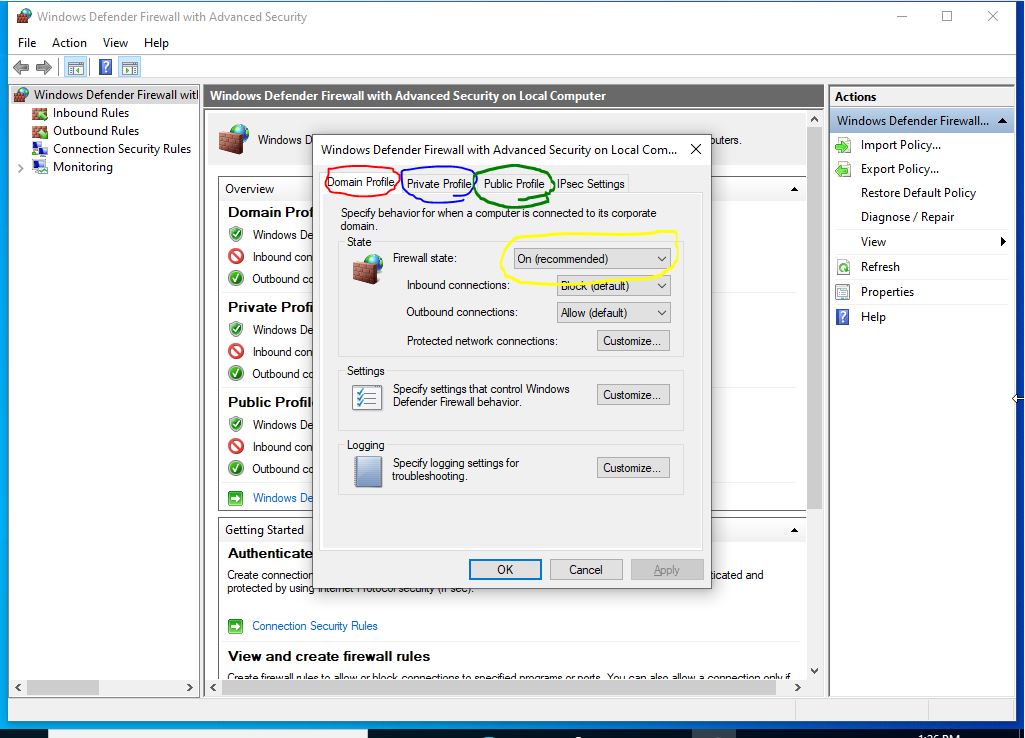 Windows Defender Firewall with Advanced Security
File Action View Help
Windows Defender Firewall with
Inbound Rules
Outbound Rules
Connection Security Rules
Monitoring
Windows Defender Firewall with Advanced Security on Local Computer
Windows D
uters.
Overview
Domain Prof
Windows De
Inbound con
Outbound co
Private Profi
Windows De
Inbound con
Outbound co
Public Profil
Windows De
Inbound con
Outbound co
Windows De
Getting Started
Authenticate
Create connection
ticated and
protected by using Internet Protocol security (IPsec).
Connection Security Rules
View and create firewall rules
Create firewall rules to allow or block connections to specified programs or ports. You can also allow a connection only if
Windows Defender Firewall with Advanced Security on Local Com...
Domain Profile Private Profile Public Profile IPsec Settings
Specify behavior for when a computer is connected to its corporate
domain.
State
Firewall state: On (recommended)
Inbound connections: Block (default)
Outbound connections: Allow (default)
Protected network connections: Customize...
Settings
Specify settings that control Windows
Defender Firewall behavior.
Customize...
Logging
Specify logging settings for
troubleshooting.
Customize...
OK Cancel Apply
Actions
Windows Defender Firewall...
Import Policy...
Export Policy...
Restore Default Policy
Diagnose / Repair
View
Refresh
Properties
Help
1:26 PM